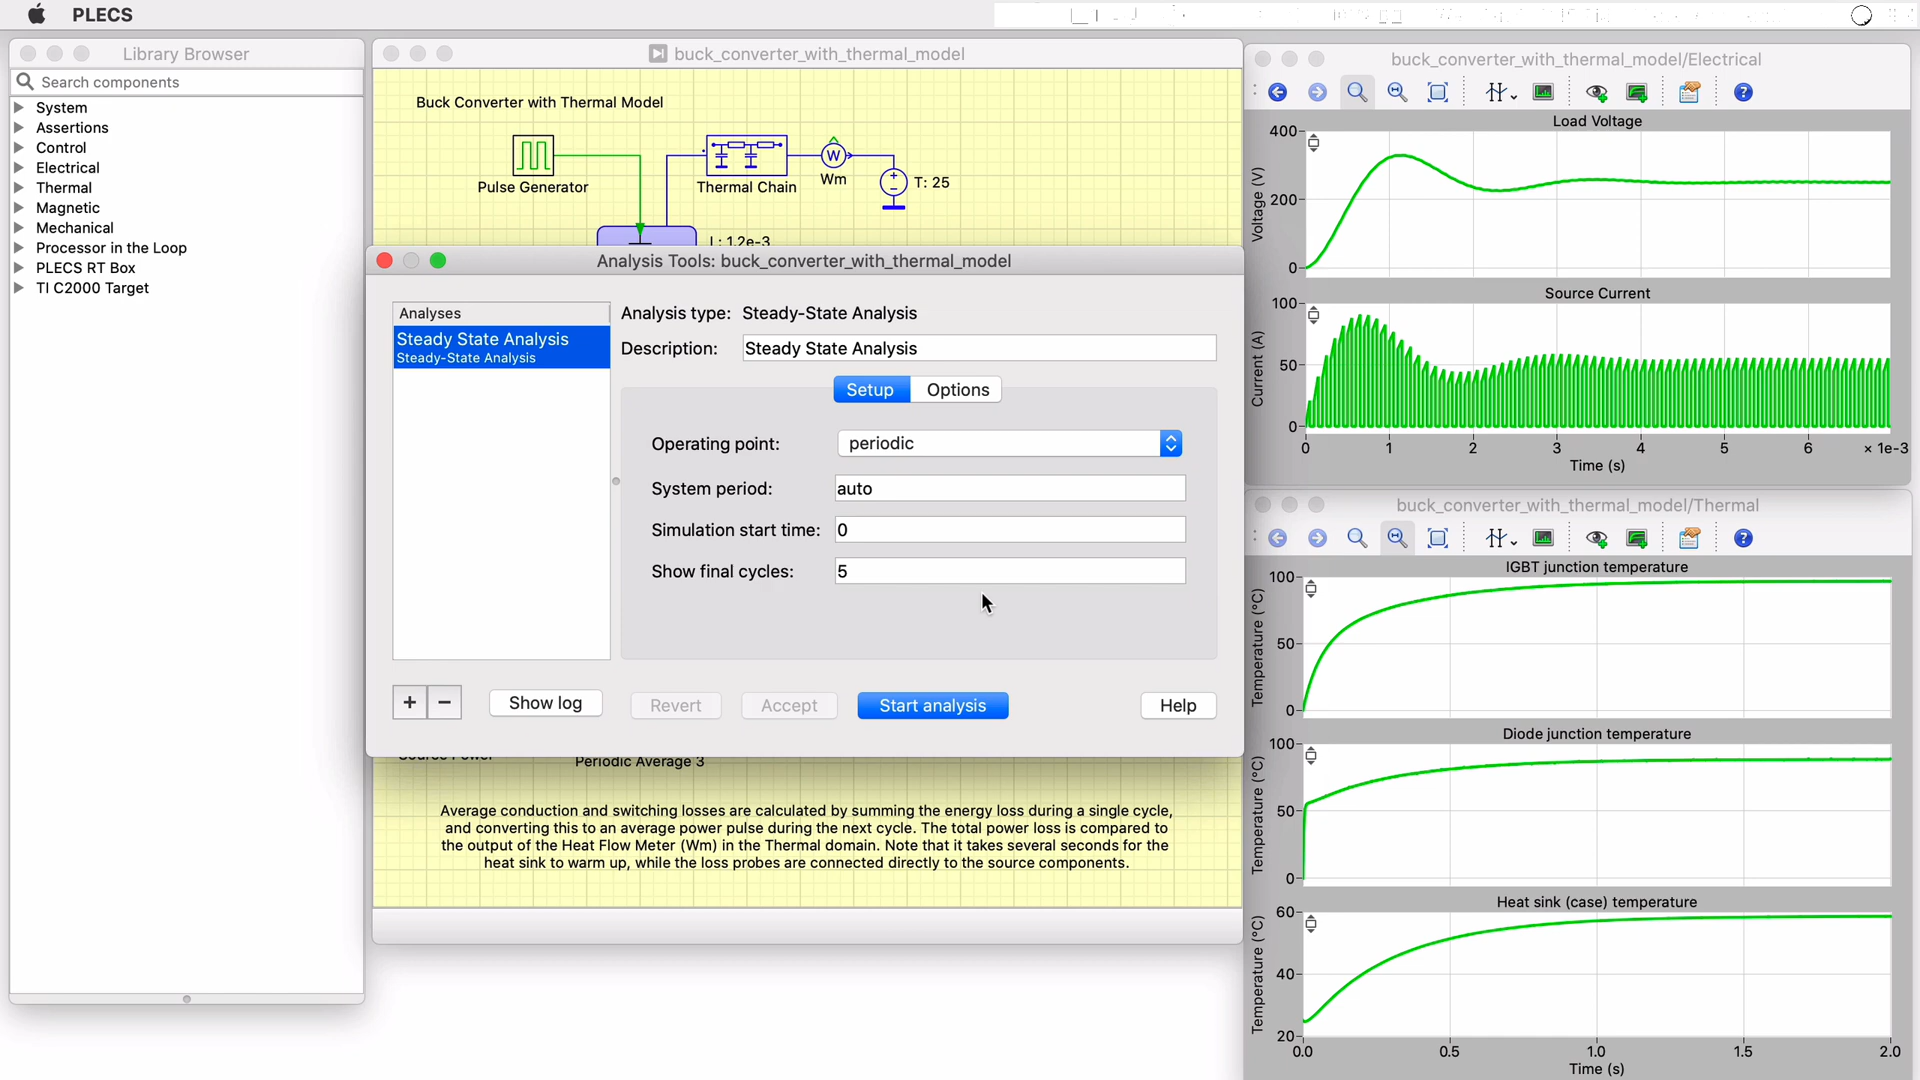 PLECS
Library Browser
Search components
System
Assertions
Control
Electrical
Thermal
Magnetic
Mechanical
Processor in the Loop
PLECS RT Box
TI C2000 Target
buck_converter_with_thermal_model
Buck Converter with Thermal Model
Pulse Generator
Thermal Chain
W
Wm
T: 25
L: 1.2e-3
Analysis Tools: buck_converter_with_thermal_model
Analyses
Steady State Analysis
Steady-State Analysis
Analysis type: Steady-State Analysis
Description: Steady State Analysis
Setup Options
Operating point: periodic
System period: auto
Simulation start time: 0
Show final cycles: 5
+ −
Show log
Revert
Accept
Start analysis
Help
Periodic Average 3
Average conduction and switching losses are calculated by summing the energy loss during a single cycle,
and converting this to an average power pulse during the next cycle. The total power loss is compared to
the output of the Heat Flow Meter (Wm) in the Thermal domain. Note that it takes several seconds for the
heat sink to warm up, while the loss probes are connected directly to the source components.
buck_converter_with_thermal_model/Electrical
Load Voltage
Voltage (V)
400
200
0
Source Current
Current (A)
100
50
0
0 1 2 3 4 5 6 × 1e-3
Time (s)
buck_converter_with_thermal_model/Thermal
IGBT junction temperature
Temperature (°C)
100
50
0
Diode junction temperature
Temperature (°C)
100
50
0
Heat sink (case) temperature
Temperature (°C)
60
40
20
0.0 0.5 1.0 1.5 2.0
Time (s)